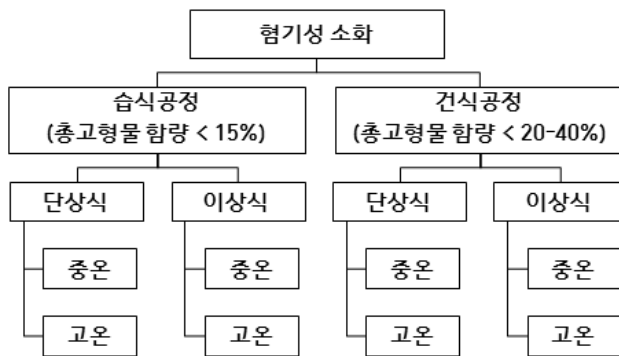 혐기성 소화
습식공정
(총고형물 함량 < 15%)
건식공정
(총고형물 함량 < 20-40%)
단상식
이상식
단상식
이상식
중온
중온
중온
중온
고온
고온
고온
고온